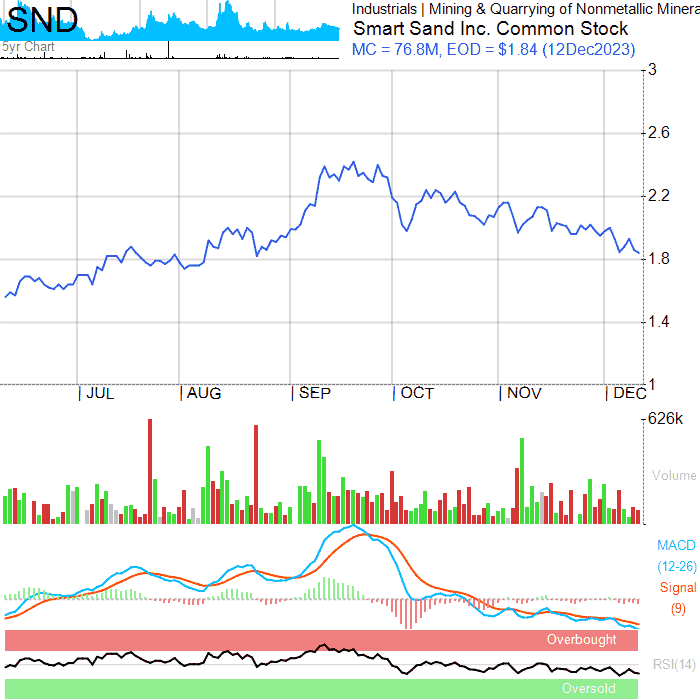 SND
Industrials | Mining & Quarrying of Nonmetallic Minera
Smart Sand Inc. Common Stock
5yr Chart
MC = 76.8M, EOD = $1.84 (12Dec2023)
3
2.6
2.2
1.8
1.4
1
JUL AUG SEP OCT NOV DEC
626k
Volume
MACD
(12-26)
Signal
(9)
Overbought
RSI(14)
Oversold